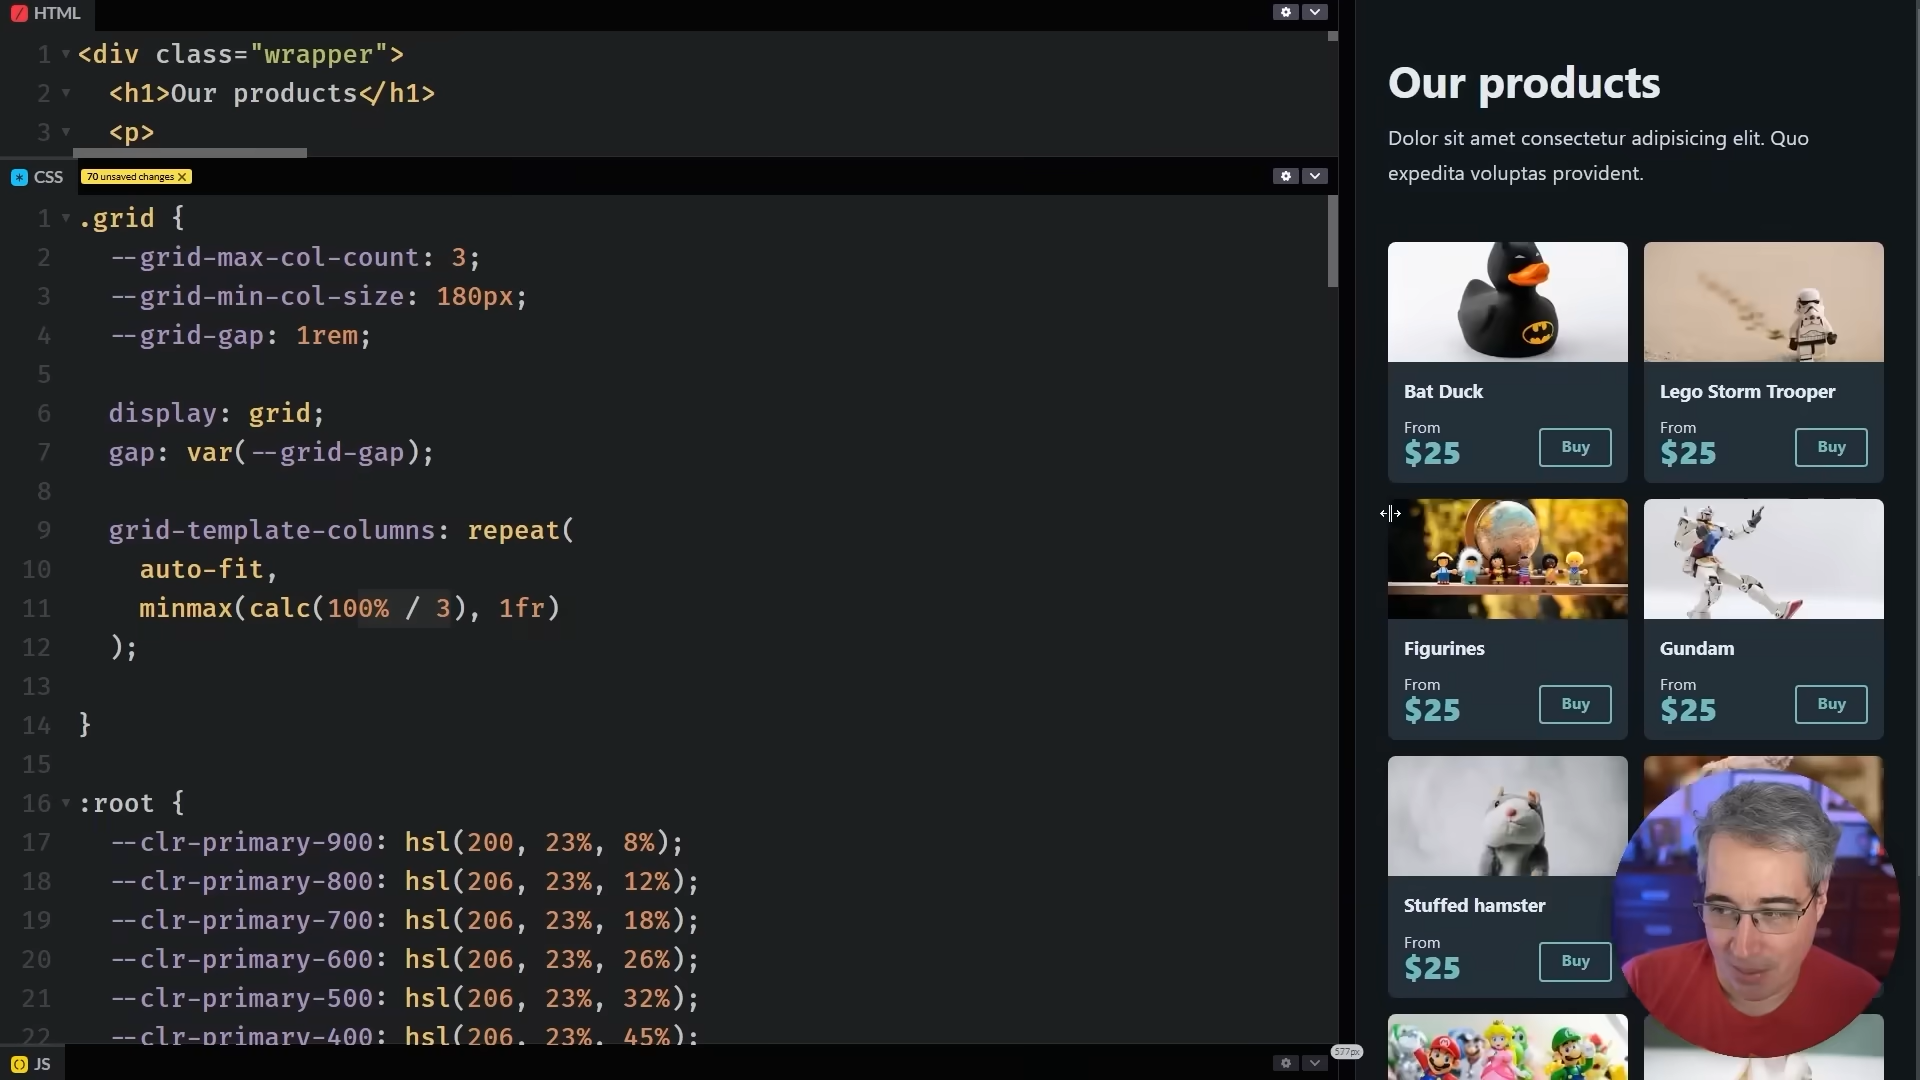 HTML
1 <div class="wrapper">
2 <h1>Our products</h1>
3 <p>
CSS 70 unsaved changes ×
1 .grid {
2 --grid-max-col-count: 3;
3 --grid-min-col-size: 180px;
4 --grid-gap: 1rem;
5
6 display: grid;
7 gap: var(--grid-gap);
8
9 grid-template-columns: repeat(
10 auto-fit,
11 minmax(calc(100% / 3), 1fr)
12 );
13
14 }
15
16 :root {
17 --clr-primary-900: hsl(200, 23%, 8%);
18 --clr-primary-800: hsl(206, 23%, 12%);
19 --clr-primary-700: hsl(206, 23%, 18%);
20 --clr-primary-600: hsl(206, 23%, 26%);
21 --clr-primary-500: hsl(206, 23%, 32%);
22 --clr-primary-400: hsl(206, 23%, 45%);
JS
577px
Our products
Dolor sit amet consectetur adipisicing elit. Quo
expedita voluptas provident.
Bat Duck
From
$25 Buy
Lego Storm Trooper
From
$25 Buy
Figurines
From
$25 Buy
Gundam
From
$25 Buy
Stuffed hamster
From
$25 Buy